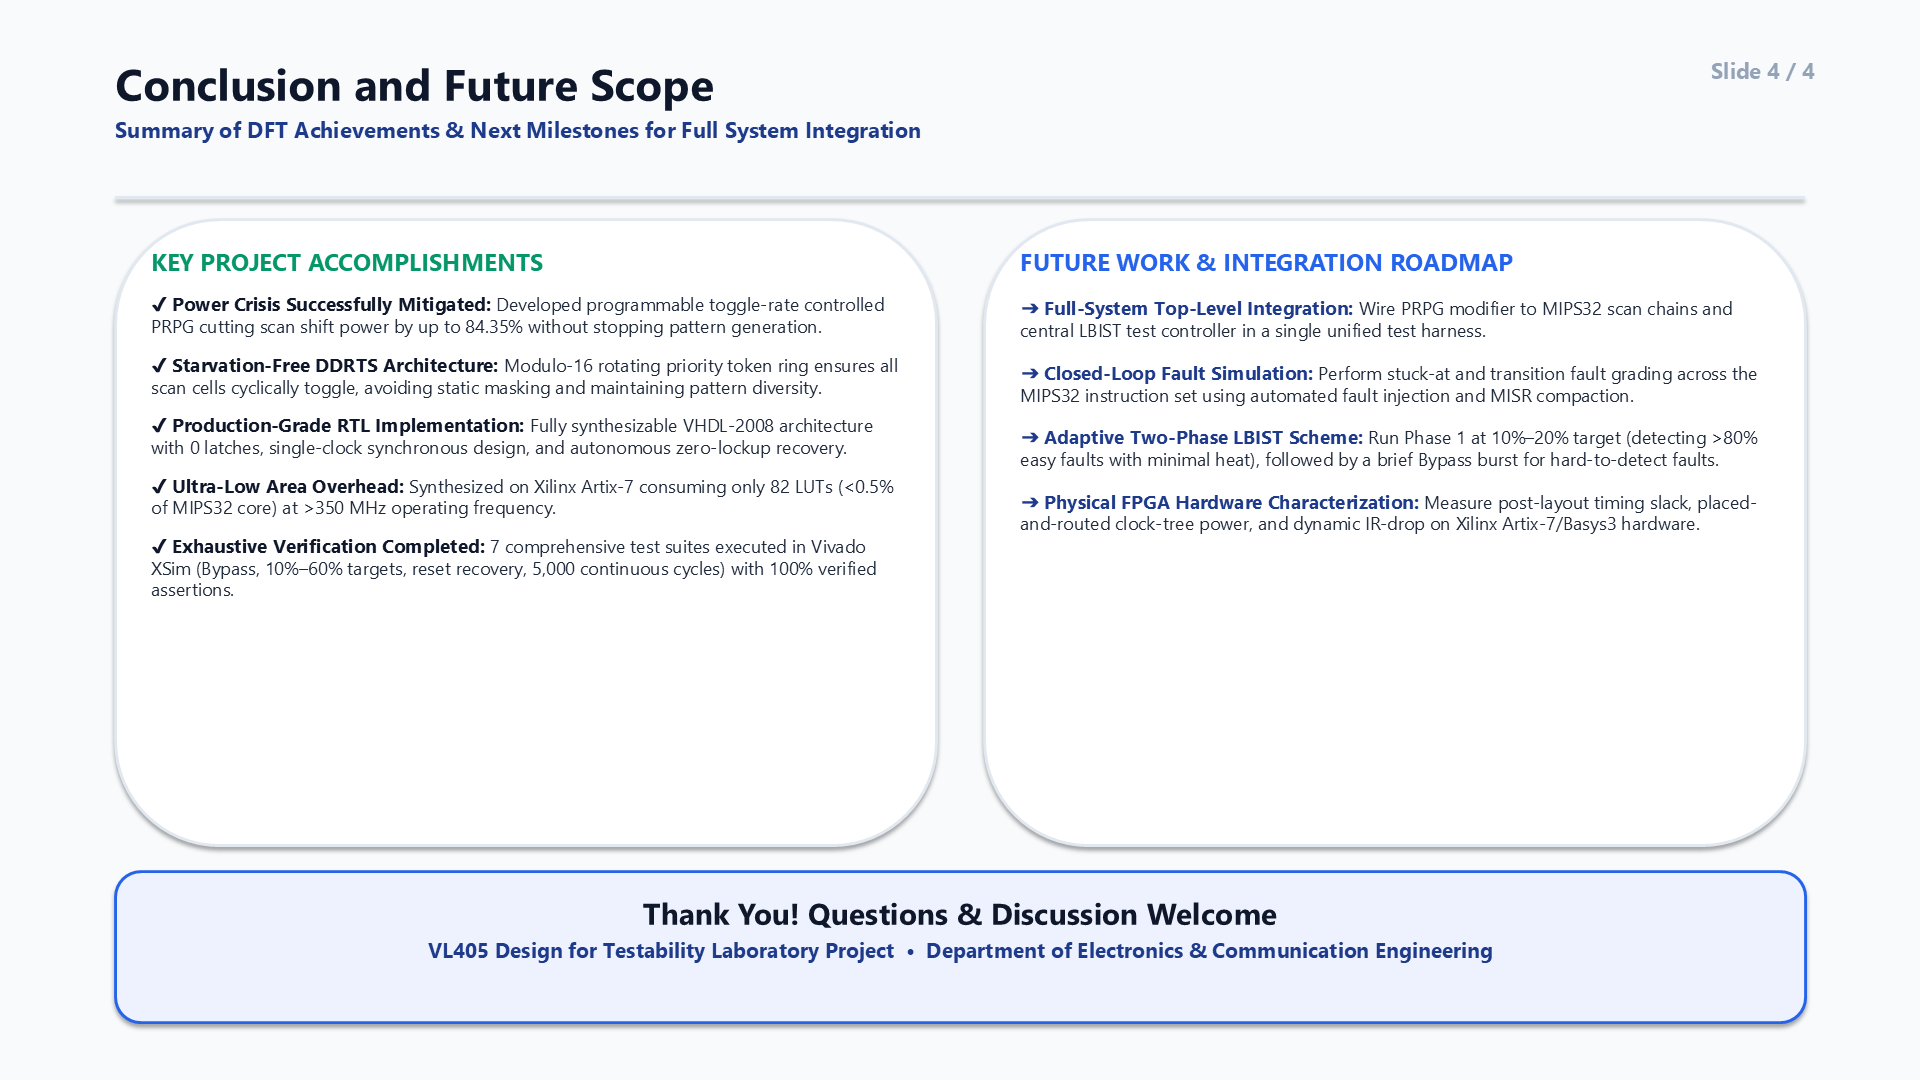 Conclusion and Future Scope
Slide 4 / 4
Summary of DFT Achievements & Next Milestones for Full System Integration
KEY PROJECT ACCOMPLISHMENTS
✔ Power Crisis Successfully Mitigated: Developed programmable toggle-rate controlled
PRPG cutting scan shift power by up to 84.35% without stopping pattern generation.
✔ Starvation-Free DDRTS Architecture: Modulo-16 rotating priority token ring ensures all
scan cells cyclically toggle, avoiding static masking and maintaining pattern diversity.
✔ Production-Grade RTL Implementation: Fully synthesizable VHDL-2008 architecture
with 0 latches, single-clock synchronous design, and autonomous zero-lockup recovery.
✔ Ultra-Low Area Overhead: Synthesized on Xilinx Artix-7 consuming only 82 LUTs (<0.5%
of MIPS32 core) at >350 MHz operating frequency.
✔ Exhaustive Verification Completed: 7 comprehensive test suites executed in Vivado
XSim (Bypass, 10%–60% targets, reset recovery, 5,000 continuous cycles) with 100% verified
assertions.
FUTURE WORK & INTEGRATION ROADMAP
➔ Full-System Top-Level Integration: Wire PRPG modifier to MIPS32 scan chains and
central LBIST test controller in a single unified test harness.
➔ Closed-Loop Fault Simulation: Perform stuck-at and transition fault grading across the
MIPS32 instruction set using automated fault injection and MISR compaction.
➔ Adaptive Two-Phase LBIST Scheme: Run Phase 1 at 10%–20% target (detecting >80%
easy faults with minimal heat), followed by a brief Bypass burst for hard-to-detect faults.
➔ Physical FPGA Hardware Characterization: Measure post-layout timing slack, placed-
and-routed clock-tree power, and dynamic IR-drop on Xilinx Artix-7/Basys3 hardware.
Thank You! Questions & Discussion Welcome
VL405 Design for Testability Laboratory Project • Department of Electronics & Communication Engineering